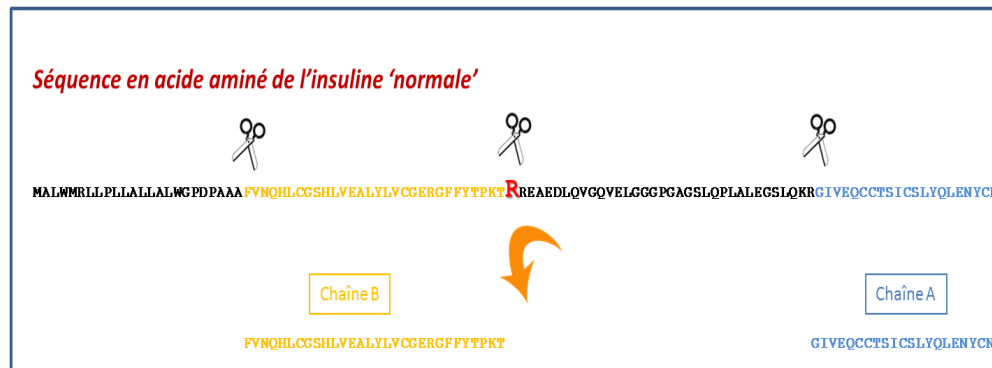 Séquence en acide aminé de l'insuline 'normale'
MALWMRLLPLLALLALWGPDPAAAFVNQHLCGSHLVEALYLVCGERGFFYTPKTRREAEDLQVGQVELGGGPGAGSLQPLALEGSLQKRGIVEQCCTSICSLYQLENYC
Chaîne B Chaîne A
FVNQHLCGSHLVEALYLVCGERGFFYTPKT GIVEQCCTSICSLYQLENYCN